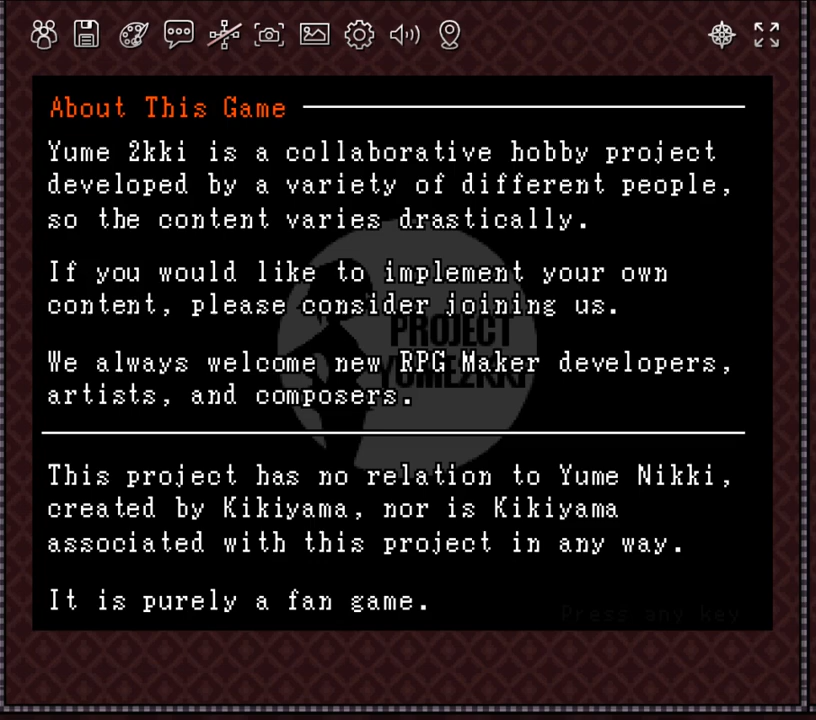 About This Game
Yume 2kki is a collaborative hobby project
developed by a variety of different people,
so the content varies drastically.
If you would like to implement your own
content, please consider joining us.
PROJECT
YUME2KKI
We always welcome new RPG Maker developers,
artists, and composers.
This project has no relation to Yume Nikki,
created by Kikiyama, nor is Kikiyama
associated with this project in any way.
It is purely a fan game.
Press any key